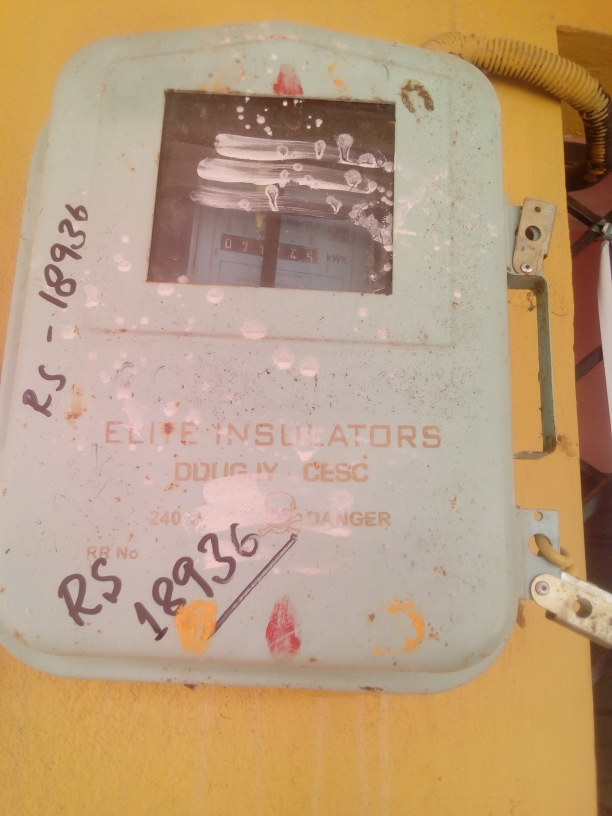 kWh
RS - 18936
ELITE INSULATORS
DDUGJY - CESC
240 DANGER
RR No
RS
18936